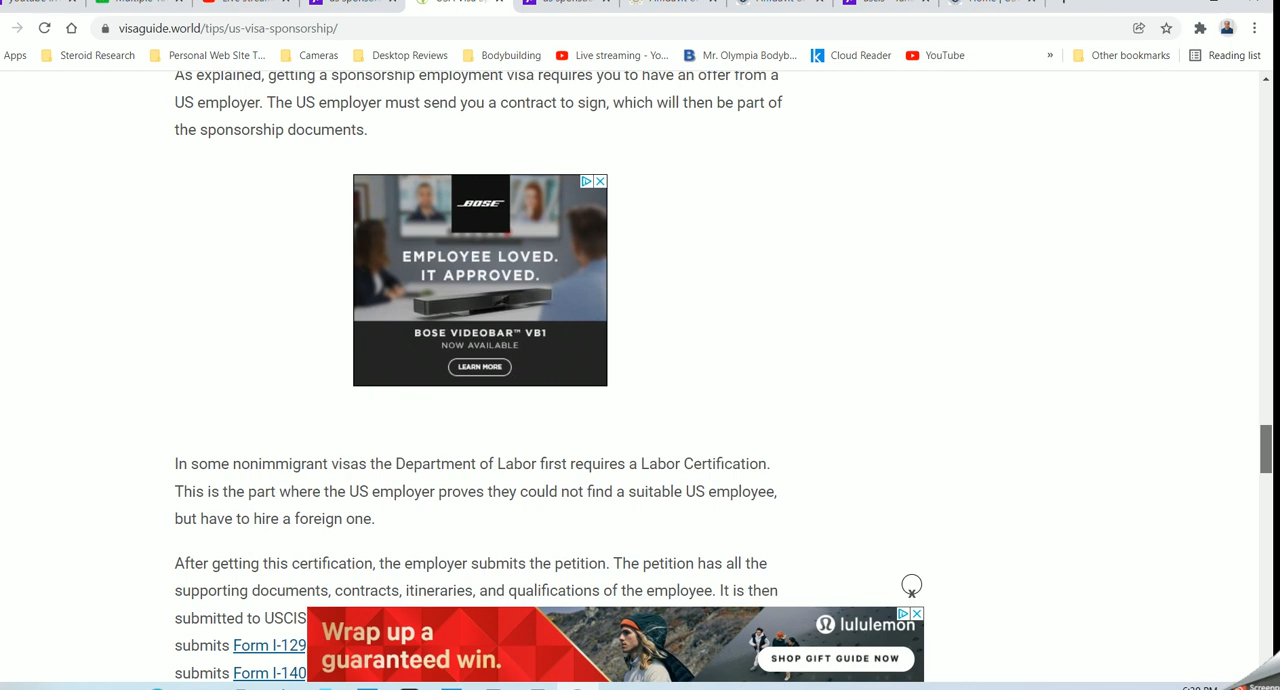 visaguide.world/tips/us-visa-sponsorship/
Apps Steroid Research Personal Web SIte T... Cameras Desktop Reviews Bodybuilding Live streaming - Yo... Mr. Olympia Bodyb... Cloud Reader YouTube » Other bookmarks Reading list
As explained, getting a sponsorship employment visa requires you to have an offer from a
US employer. The US employer must send you a contract to sign, which will then be part of
the sponsorship documents.
BOSE
EMPLOYEE LOVED.
IT APPROVED.
BOSE VIDEOBAR™ VB1
NOW AVAILABLE
LEARN MORE
In some nonimmigrant visas the Department of Labor first requires a Labor Certification.
This is the part where the US employer proves they could not find a suitable US employee,
but have to hire a foreign one.
After getting this certification, the employer submits the petition. The petition has all the
supporting documents, contracts, itineraries, and qualifications of the employee. It is then
submitted to USCIS
submits Form I-129
submits Form I-140
x
Wrap up a
guaranteed win.
lululemon
SHOP GIFT GUIDE NOW